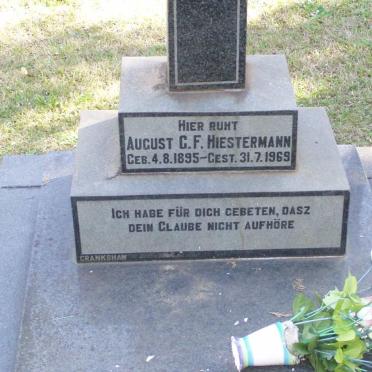 HIER RUHT
AUGUST C.F. HIESTERMANN
GEB. 4.8.1895—GEST. 31.7.1969
ICH HABE FÜR DICH GEBETEN, DASZ
DEIN GLAUBE NICHT AUFHÖRE
CRANKSHAW